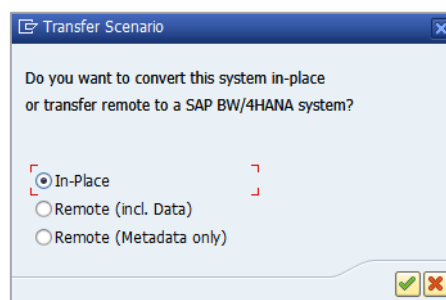 Transfer Scenario
Do you want to convert this system in-place
or transfer remote to a SAP BW/4HANA system?
In-Place
Remote (incl. Data)
Remote (Metadata only)